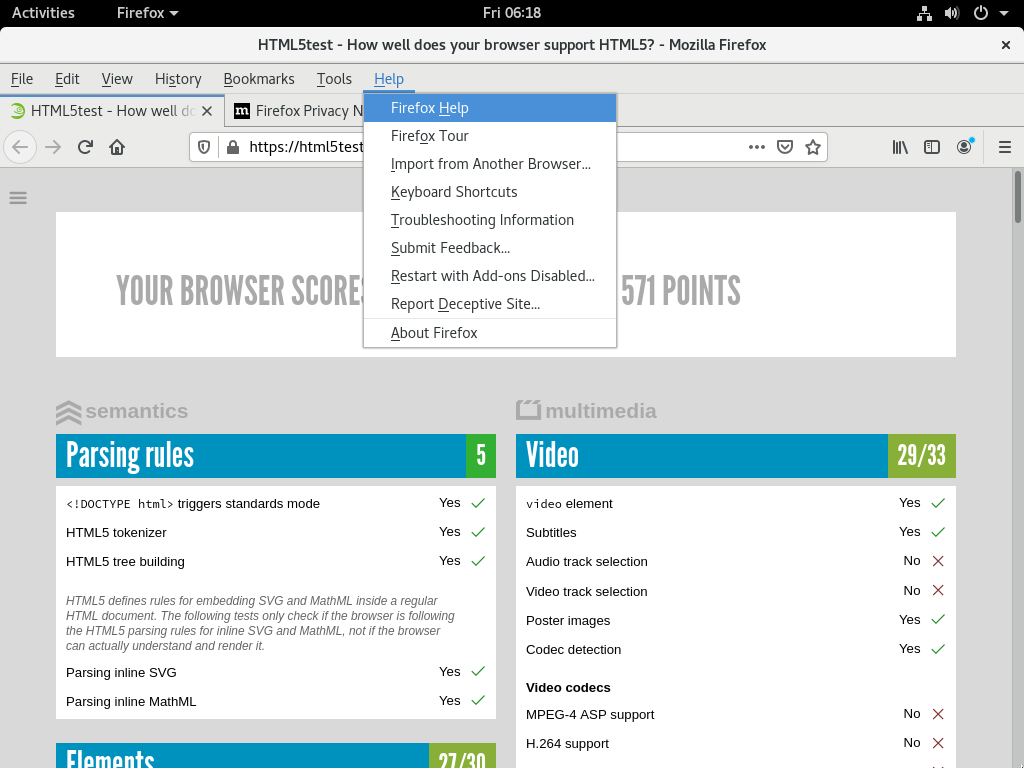 Activities Firefox Fri 06:18
HTML5test - How well does your browser support HTML5? - Mozilla Firefox
File Edit View History Bookmarks Tools Help
HTML5test - How well do Firefox Privacy N
https://html5test
Firefox Help
Firefox Tour
Import from Another Browser...
Keyboard Shortcuts
Troubleshooting Information
Submit Feedback...
Restart with Add-ons Disabled...
Report Deceptive Site...
About Firefox
YOUR BROWSER SCORES 571 POINTS
semantics
Parsing rules 5
<!DOCTYPE html> triggers standards mode Yes
HTML5 tokenizer Yes
HTML5 tree building Yes
HTML5 defines rules for embedding SVG and MathML inside a regular
HTML document. The following tests only check if the browser is following
the HTML5 parsing rules for inline SVG and MathML, not if the browser
can actually understand and render it.
Parsing inline SVG Yes
Parsing inline MathML Yes
Elements 27/30
multimedia
Video 29/33
video element Yes
Subtitles Yes
Audio track selection No
Video track selection No
Poster images Yes
Codec detection Yes
Video codecs
MPEG-4 ASP support No
H.264 support No